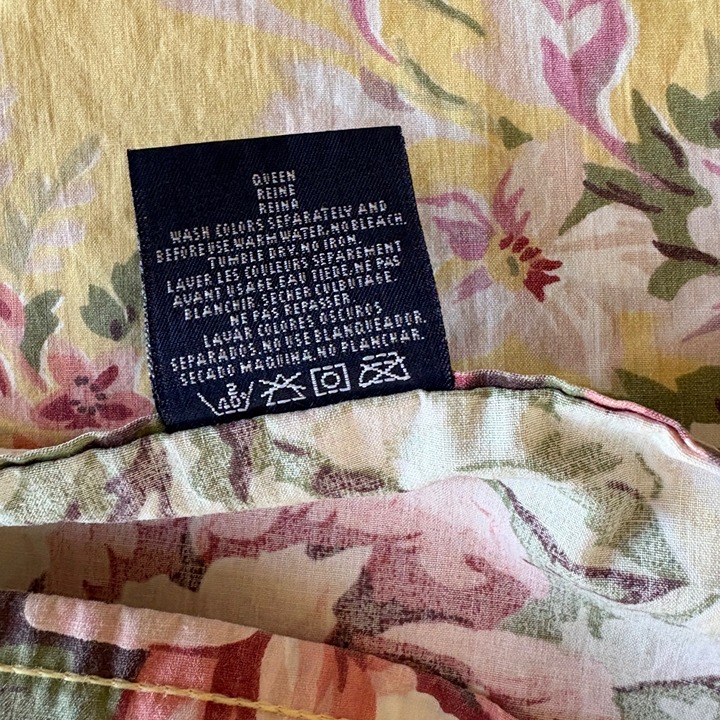 QUEEN
REINE
REINA
WASH COLORS SEPARATELY AND
BEFORE USE. WARM WATER, NO BLEACH.
TUMBLE DRY. NO IRON.
LAVER LES COULEURS SEPAREMENT
AVANT USAGE. EAU TIEDE. NE PAS
BLANCHIR. SECHER CULBUTAGE.
NE PAS REPASSER.
LAVAR COLORES OSCUROS
SEPARADOS. NO USE BLANQUEADOR.
SECADO MAQUINA. NO PLANCHAR.